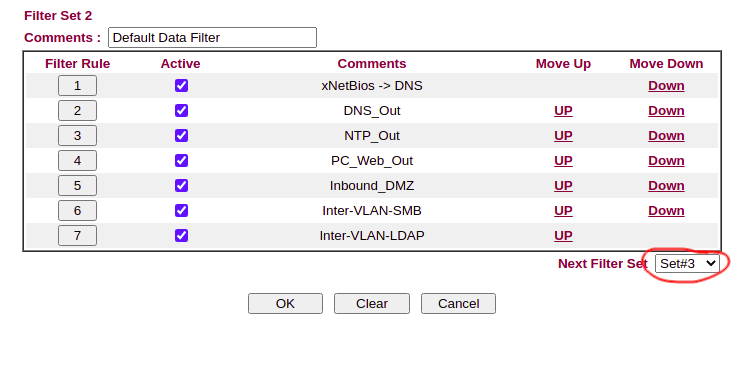 Filter Set 2
Comments : Default Data Filter
Filter Rule Active Comments Move Up Move Down
1 xNetBios -> DNS Down
2 DNS_Out UP Down
3 NTP_Out UP Down
4 PC_Web_Out UP Down
5 Inbound_DMZ UP Down
6 Inter-VLAN-SMB UP Down
7 Inter-VLAN-LDAP UP
Next Filter Set Set#3
OK Clear Cancel